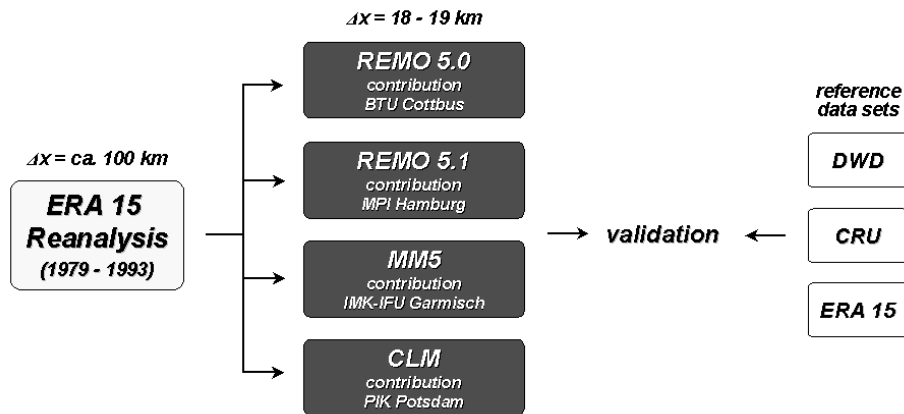 Δx = ca. 100 km
ERA 15
Reanalysis
(1979 - 1993)
Δx = 18 - 19 km
REMO 5.0
contribution
BTU Cottbus
REMO 5.1
contribution
MPI Hamburg
MM5
contribution
IMK-IFU Garmisch
CLM
contribution
PIK Potsdam
validation
reference
data sets
DWD
CRU
ERA 15